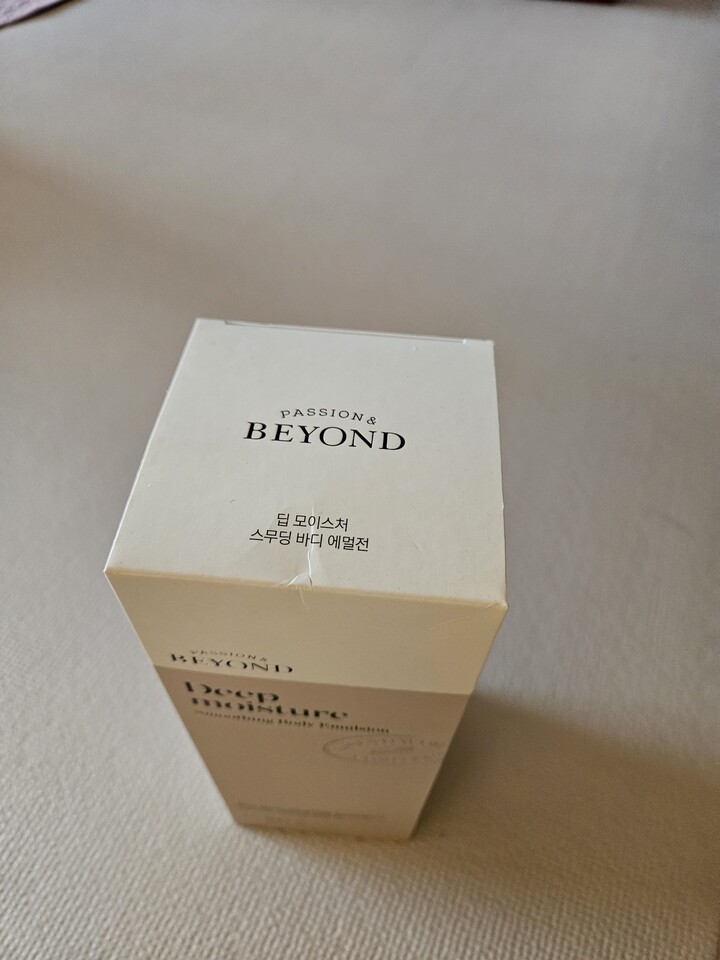 PASSION &
BEYOND
딥 모이스처
스무딩 바디 에멀전
PASSION &
BEYOND
Deep
moisture
Smoothing Body Emulsion